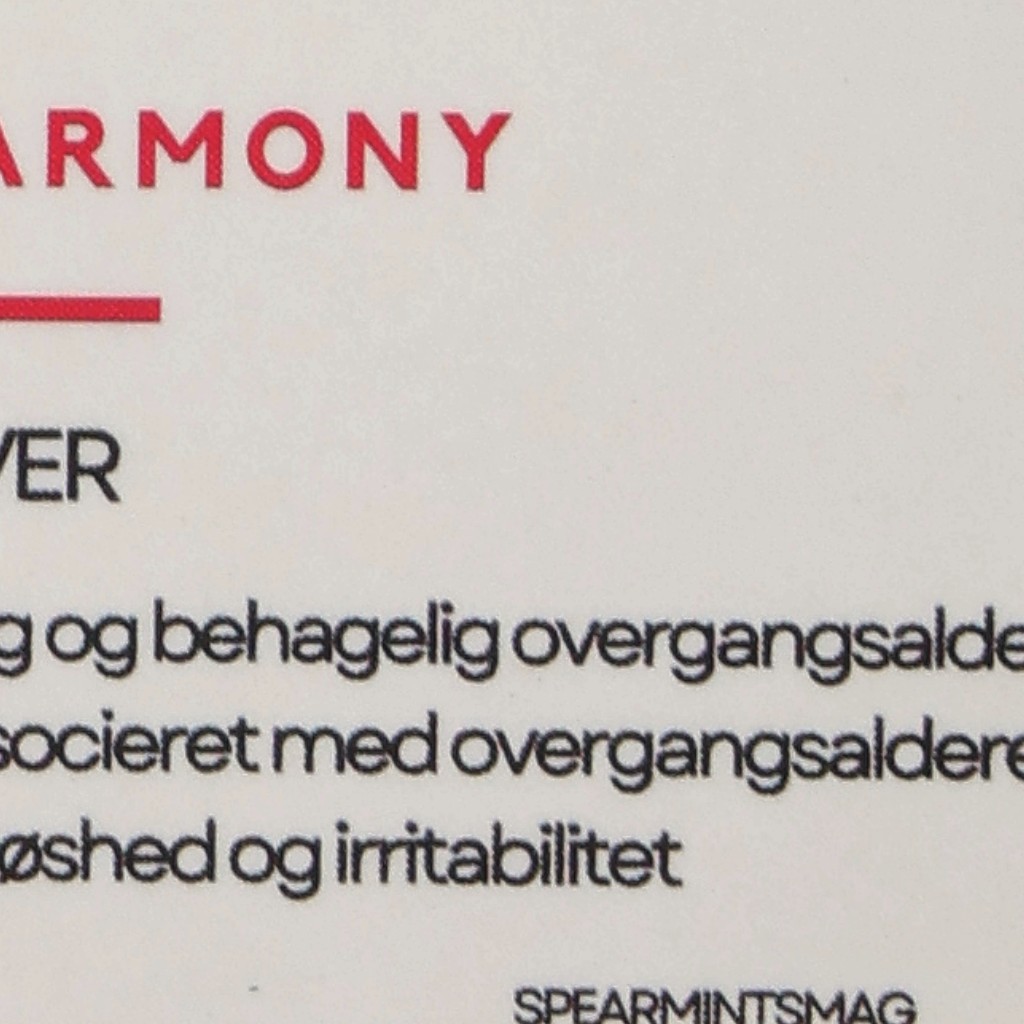 ARMONY
VER
g og behagelig overgangsalde
socieret med overgangsaldere
øshed og irritabilitet
SPEARMINTSMAG